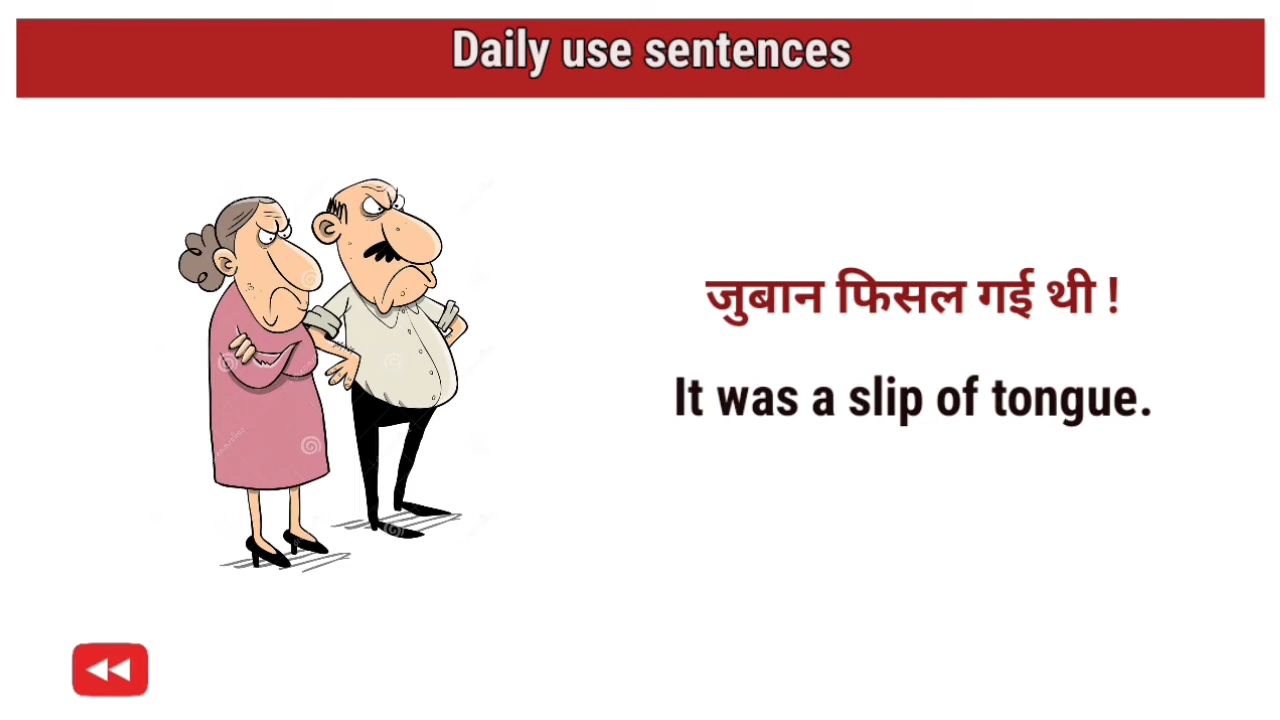 Daily use sentences
जुबान फिसल गई थी !
It was a slip of tongue.